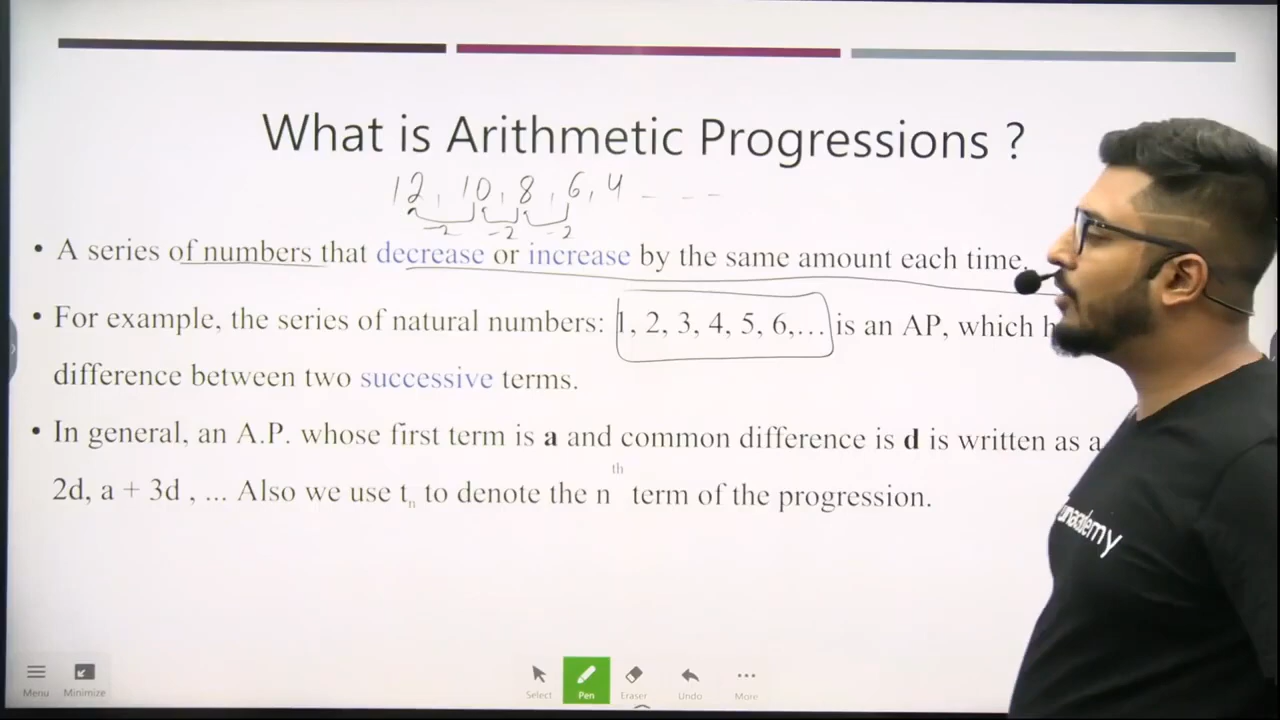 What is Arithmetic Progressions ?
12, 10, 8, 6, 4 - - -
-2 -2 -2
• A series of numbers that decrease or increase by the same amount each time.
• For example, the series of natural numbers: 1, 2, 3, 4, 5, 6,… is an AP, which h
difference between two successive terms.
• In general, an A.P. whose first term is a and common difference is d is written as a
2d, a + 3d , ... Also we use tn to denote the nth term of the progression.
unacademy
Menu
Minimize
Select
Pen
Eraser
Undo
More